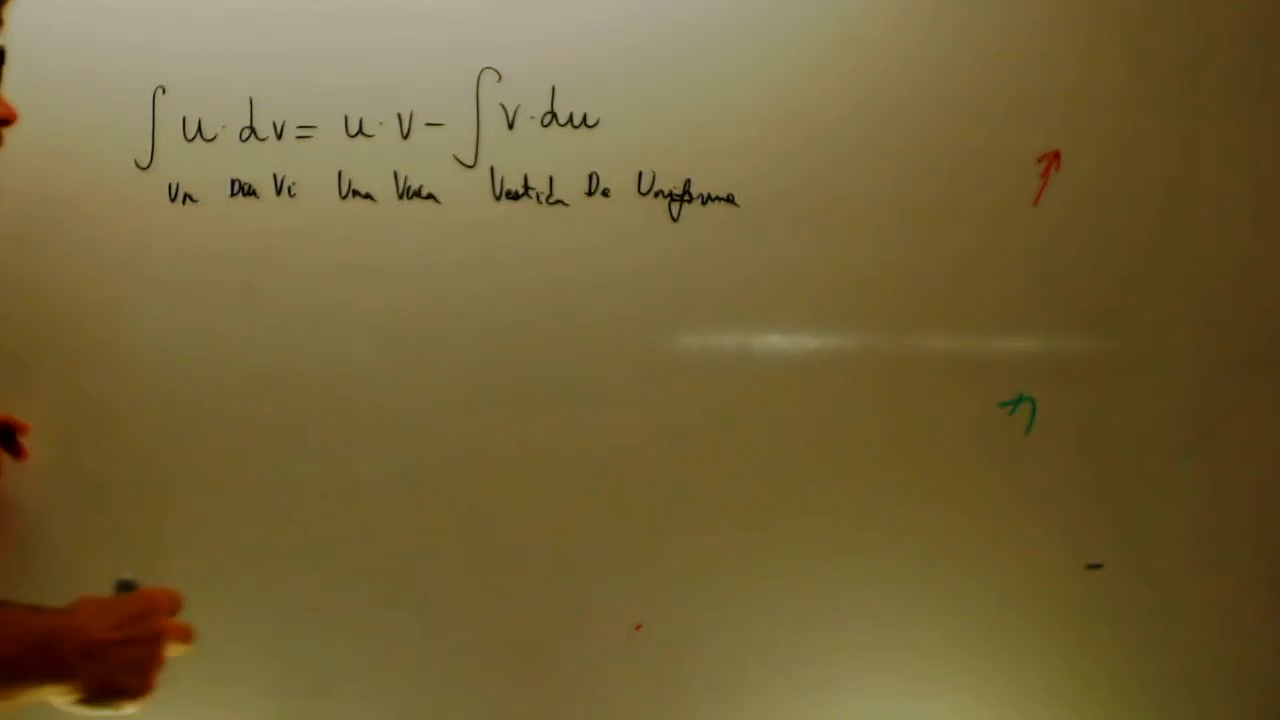 ∫ u · dv = u · v − ∫ v · du
Un Dia Vi Una Vaca Vestida De Uniforme